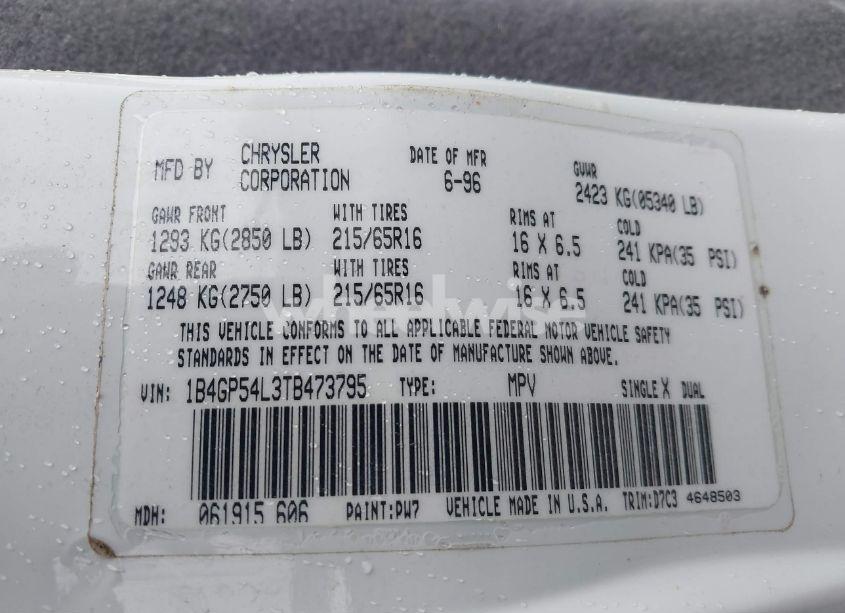 MFD BY CHRYSLER CORPORATION DATE OF MFR 6-96 GVWR 2423 KG(05340 LB)
GAWR FRONT WITH TIRES RIMS AT COLD
1293 KG(2850 LB) 215/65R16 16 X 6.5 241 KPA(35 PSI)
GAWR REAR WITH TIRES RIMS AT COLD
1248 KG(2750 LB) 215/65R16 16 X 6.5 241 KPA(35 PSI)
wheelwise
THIS VEHICLE CONFORMS TO ALL APPLICABLE FEDERAL MOTOR VEHICLE SAFETY
STANDARDS IN EFFECT ON THE DATE OF MANUFACTURE SHOWN ABOVE.
VIN: 1B4GP54L3TB473795 TYPE: MPV SINGLE X DUAL
MDH: 061915 606 PAINT:PW7 VEHICLE MADE IN U.S.A. TRIM:D7C3 4648503